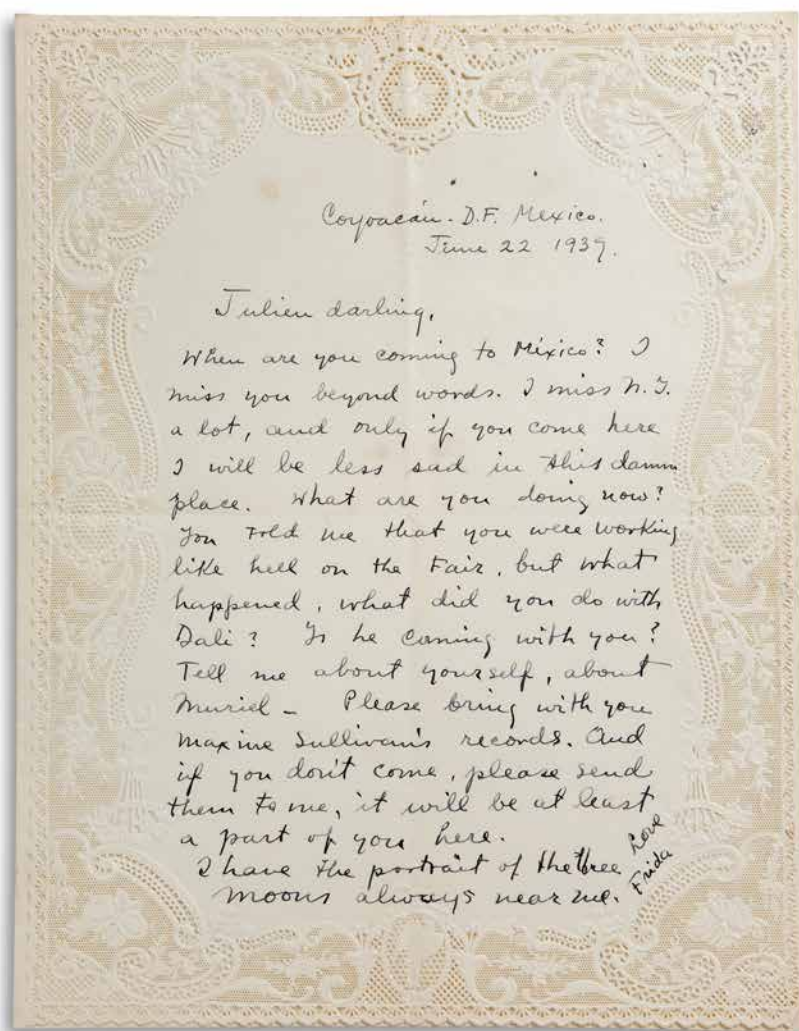 Coyoacán - D.F. Mexico.
June 22 1939.
Julien darling,
When are you coming to México? I
miss you beyond words. I miss N.Y.
a lot, and only if you come here
I will be less sad in this damm
place. What are you doing now?
You told me that you were working
like hell on the Fair, but what
happened, what did you do with
Dali? Is he coming with you?
Tell me about yourself, about
Muriel - Please bring with you
Maxine Sullivan's records. And
if you don't come, please send
them to me, it will be at least
a part of you here.
I have the portrait of the three
moons always near me.
Love
Frida